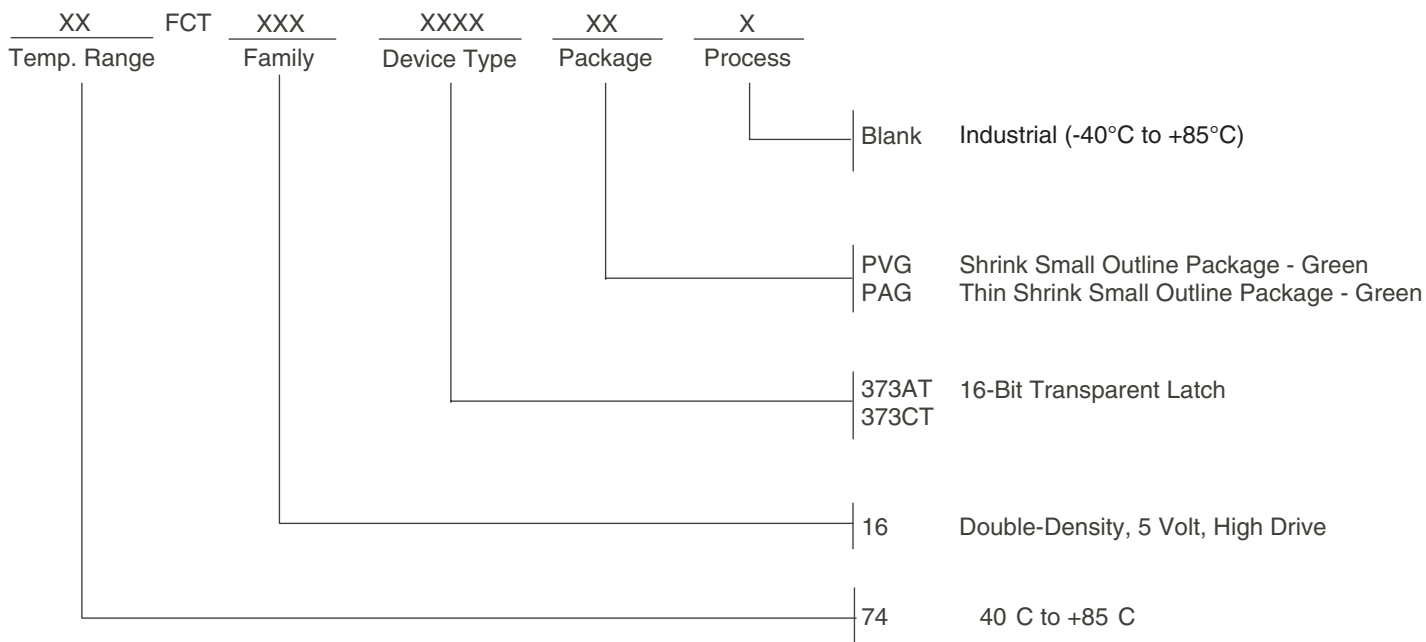 XX FCT XXX XXXX XX X
Temp. Range Family Device Type Package Process
Blank Industrial (-40°C to +85°C)
PVG Shrink Small Outline Package - Green
PAG Thin Shrink Small Outline Package - Green
373AT 16-Bit Transparent Latch
373CT
16 Double-Density, 5 Volt, High Drive
74 40 C to +85 C